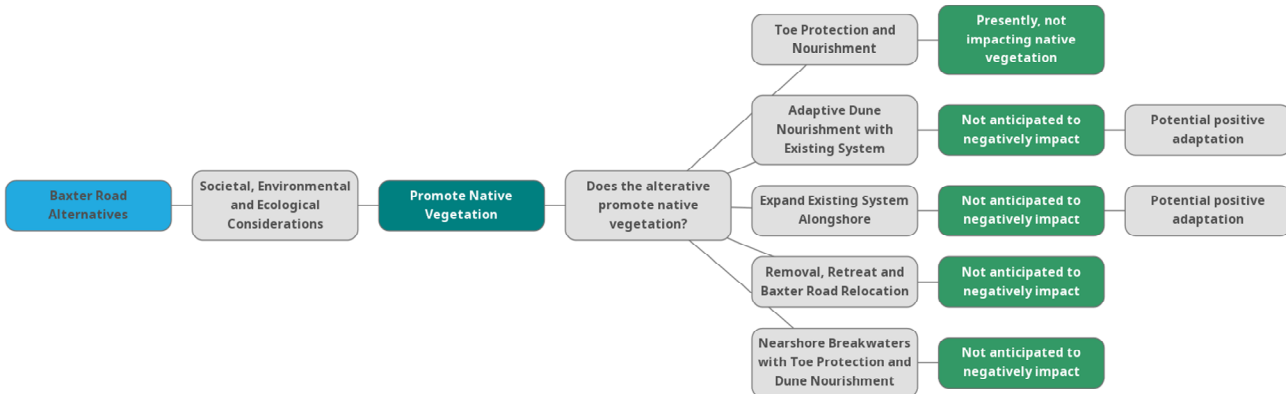 Baxter Road
Alternatives
Societal, Environmental
and Ecological
Considerations
Promote Native
Vegetation
Does the alterative
promote native
vegetation?
Toe Protection and
Nourishment
Presently, not
impacting native
vegetation
Adaptive Dune
Nourishment with
Existing System
Not anticipated to
negatively impact
Potential positive
adaptation
Expand Existing System
Alongshore
Not anticipated to
negatively impact
Potential positive
adaptation
Removal, Retreat and
Baxter Road Relocation
Not anticipated to
negatively impact
Nearshore Breakwaters
with Toe Protection and
Dune Nourishment
Not anticipated to
negatively impact